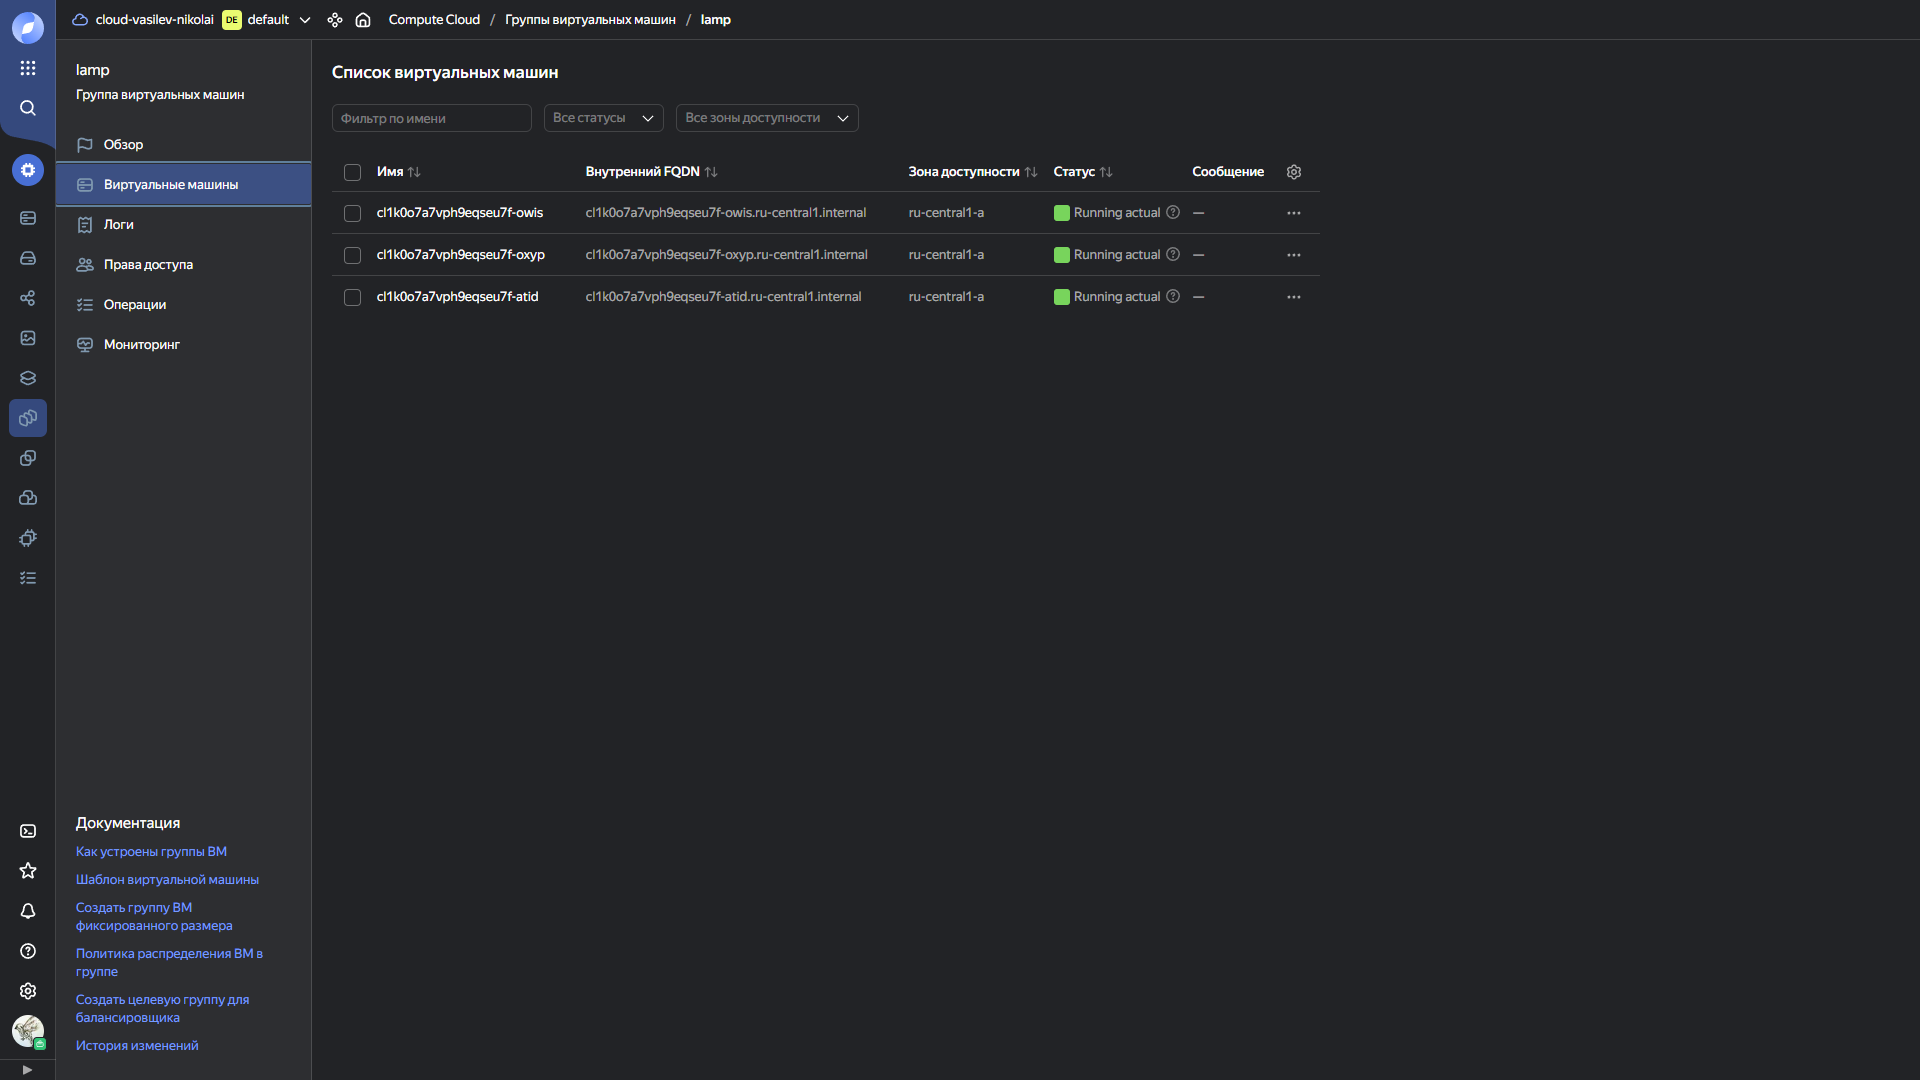 cloud-vasilev-nikolai DE default Compute Cloud / Группы виртуальных машин / lamp
lamp
Группа виртуальных машин
Обзор
Виртуальные машины
Логи
Права доступа
Операции
Мониторинг
Документация
Как устроены группы ВМ
Шаблон виртуальной машины
Создать группу ВМ
фиксированного размера
Политика распределения ВМ в
группе
Создать целевую группу для
балансировщика
История изменений
Список виртуальных машин
Фильтр по имени Все статусы Все зоны доступности
Имя Внутренний FQDN Зона доступности Статус Сообщение
cl1k0o7a7vph9eqseu7f-owis cl1k0o7a7vph9eqseu7f-owis.ru-central1.internal ru-central1-a Running actual —
cl1k0o7a7vph9eqseu7f-oxyp cl1k0o7a7vph9eqseu7f-oxyp.ru-central1.internal ru-central1-a Running actual —
cl1k0o7a7vph9eqseu7f-atid cl1k0o7a7vph9eqseu7f-atid.ru-central1.internal ru-central1-a Running actual —